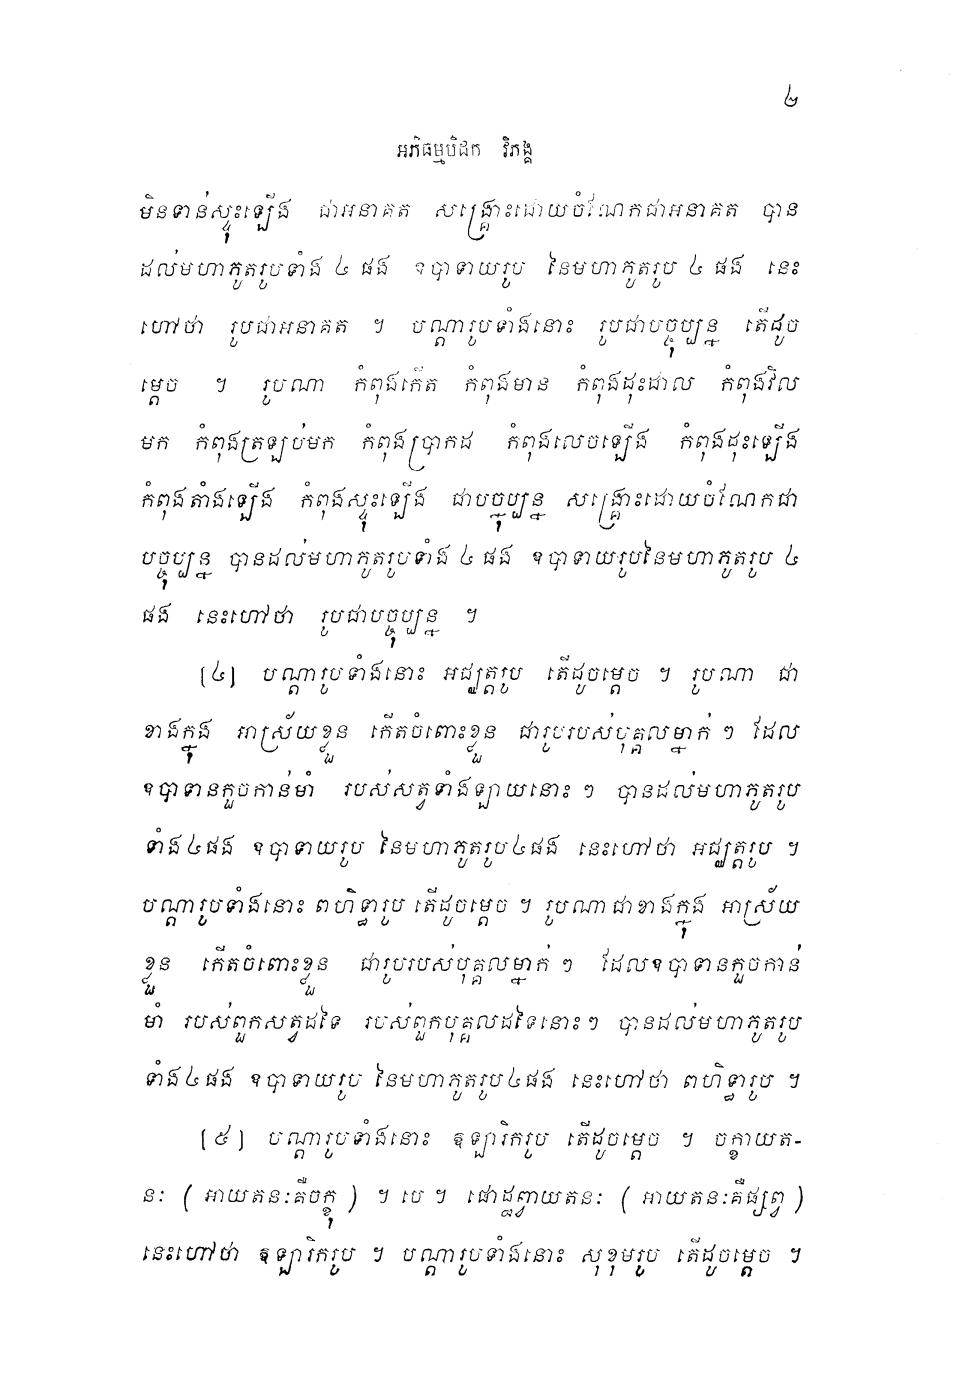 ៤
អភិធម្មបិដក វិភង្គ
មិនទាន់ស្ទុះឡើង ជាអនាគត សង្គ្រោះដោយចំណែកជាអនាគត បាន
ដល់មហាភូតរូបទាំង ៤ ផង ឧបាទាយរូប នៃមហាភូតរូប ៤ ផង នេះ
ហៅថា រូបជាអនាគត ។ បណ្តារូបទាំងនោះ រូបជាបច្ចុប្បន្ន តើដូច
ម្តេច ។ រូបណា កំពុងកើត កំពុងមាន កំពុងដុះដាល កំពុងវិល
មក កំពុងត្រឡប់មក កំពុងប្រាកដ កំពុងលេចឡើង កំពុងដុះឡើង
កំពុងតាំងឡើង កំពុងស្ទុះឡើង ជាបច្ចុប្បន្ន សង្គ្រោះដោយចំណែកជា
បច្ចុប្បន្ន បានដល់មហាភូតរូបទាំង ៤ ផង ឧបាទាយរូបនៃមហាភូតរូប ៤
ផង នេះហៅថា រូបជាបច្ចុប្បន្ន ។
[៤] បណ្តារូបទាំងនោះ អជ្ឈត្តរូប តើដូចម្តេច ។ រូបណា ជា
ខាងក្នុង អាស្រ័យខ្លួន កើតចំពោះខ្លួន ជារូបរបស់បុគ្គលម្នាក់ ៗ ដែល
ឧបាទានកួចកាន់មាំ របស់សត្វទាំងឡាយនោះ ៗ បានដល់មហាភូតរូប
ទាំង៤ផង ឧបាទាយរូប នៃមហាភូតរូប៤ផង នេះហៅថា អជ្ឈត្តរូប ។
បណ្តារូបទាំងនោះ ពហិទ្ធារូប តើដូចម្តេច ។ រូបណាជាខាងក្នុង អាស្រ័យ
ខ្លួន កើតចំពោះខ្លួន ជារូបរបស់បុគ្គលម្នាក់ ៗ ដែលឧបាទានកួចកាន់
មាំ របស់ពួកសត្វដទៃ របស់ពួកបុគ្គលដទៃនោះ ៗ បានដល់មហាភូតរូប
ទាំង៤ផង ឧបាទាយរូប នៃមហាភូតរូប៤ផង នេះហៅថា ពហិទ្ធារូប ។
[៥] បណ្តារូបទាំងនោះ ឱឡារិករូប តើដូចម្តេច ។ ចក្ខាយត-
នៈ ( អាយតនៈគឺចក្ខុ ) ។ បេ ។ ផោដ្ឋព្វាយតនៈ ( អាយតនៈគឺផ្សព្វ )
នេះហៅថា ឱឡារិករូប ។ បណ្តារូបទាំងនោះ សុខុមរូប តើដូចម្តេច ។